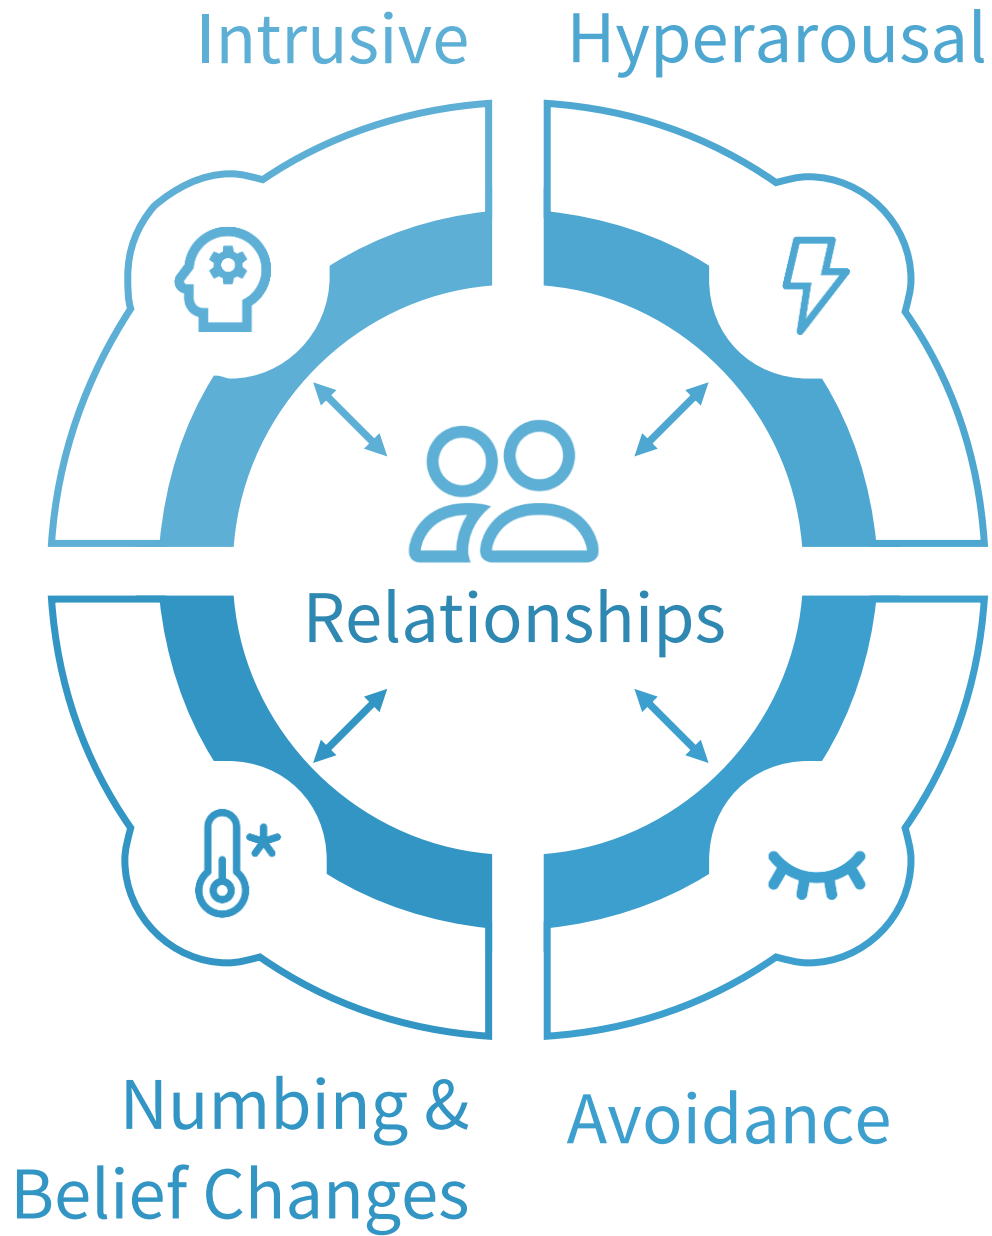 Intrusive
Hyperarousal
Relationships
Numbing &
Belief Changes
Avoidance